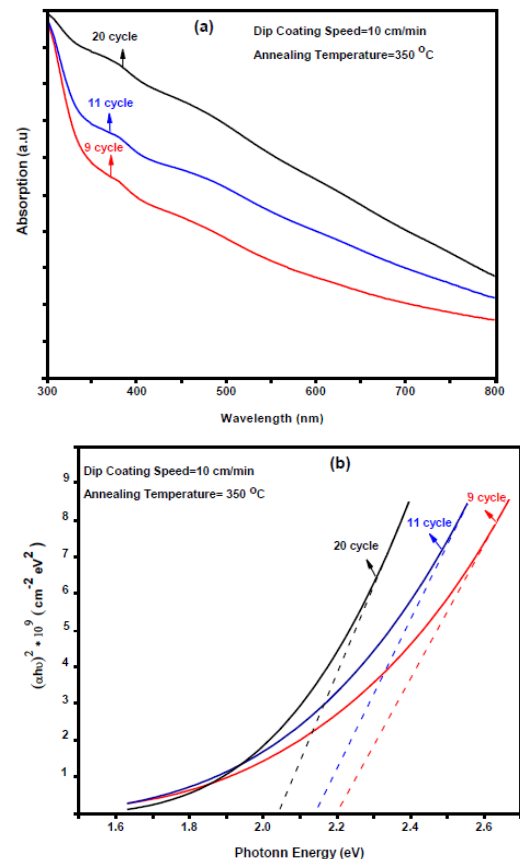 (a)
Dip Coating Speed=10 cm/min
Annealing Temperature=350 °C
20 cycle
11 cycle
9 cycle
Absorption (a.u)
300 400 500 600 700 800
Wavelength (nm)
(b)
Dip Coating Speed=10 cm/min
Annealing Temperature= 350 °C
9 cycle
11 cycle
20 cycle
9
8
7
6
5
4
3
2
1
(αhυ)² * 10⁹ ( cm⁻² eV²)
1.6 1.8 2.0 2.2 2.4 2.6
Photonn Energy (eV)